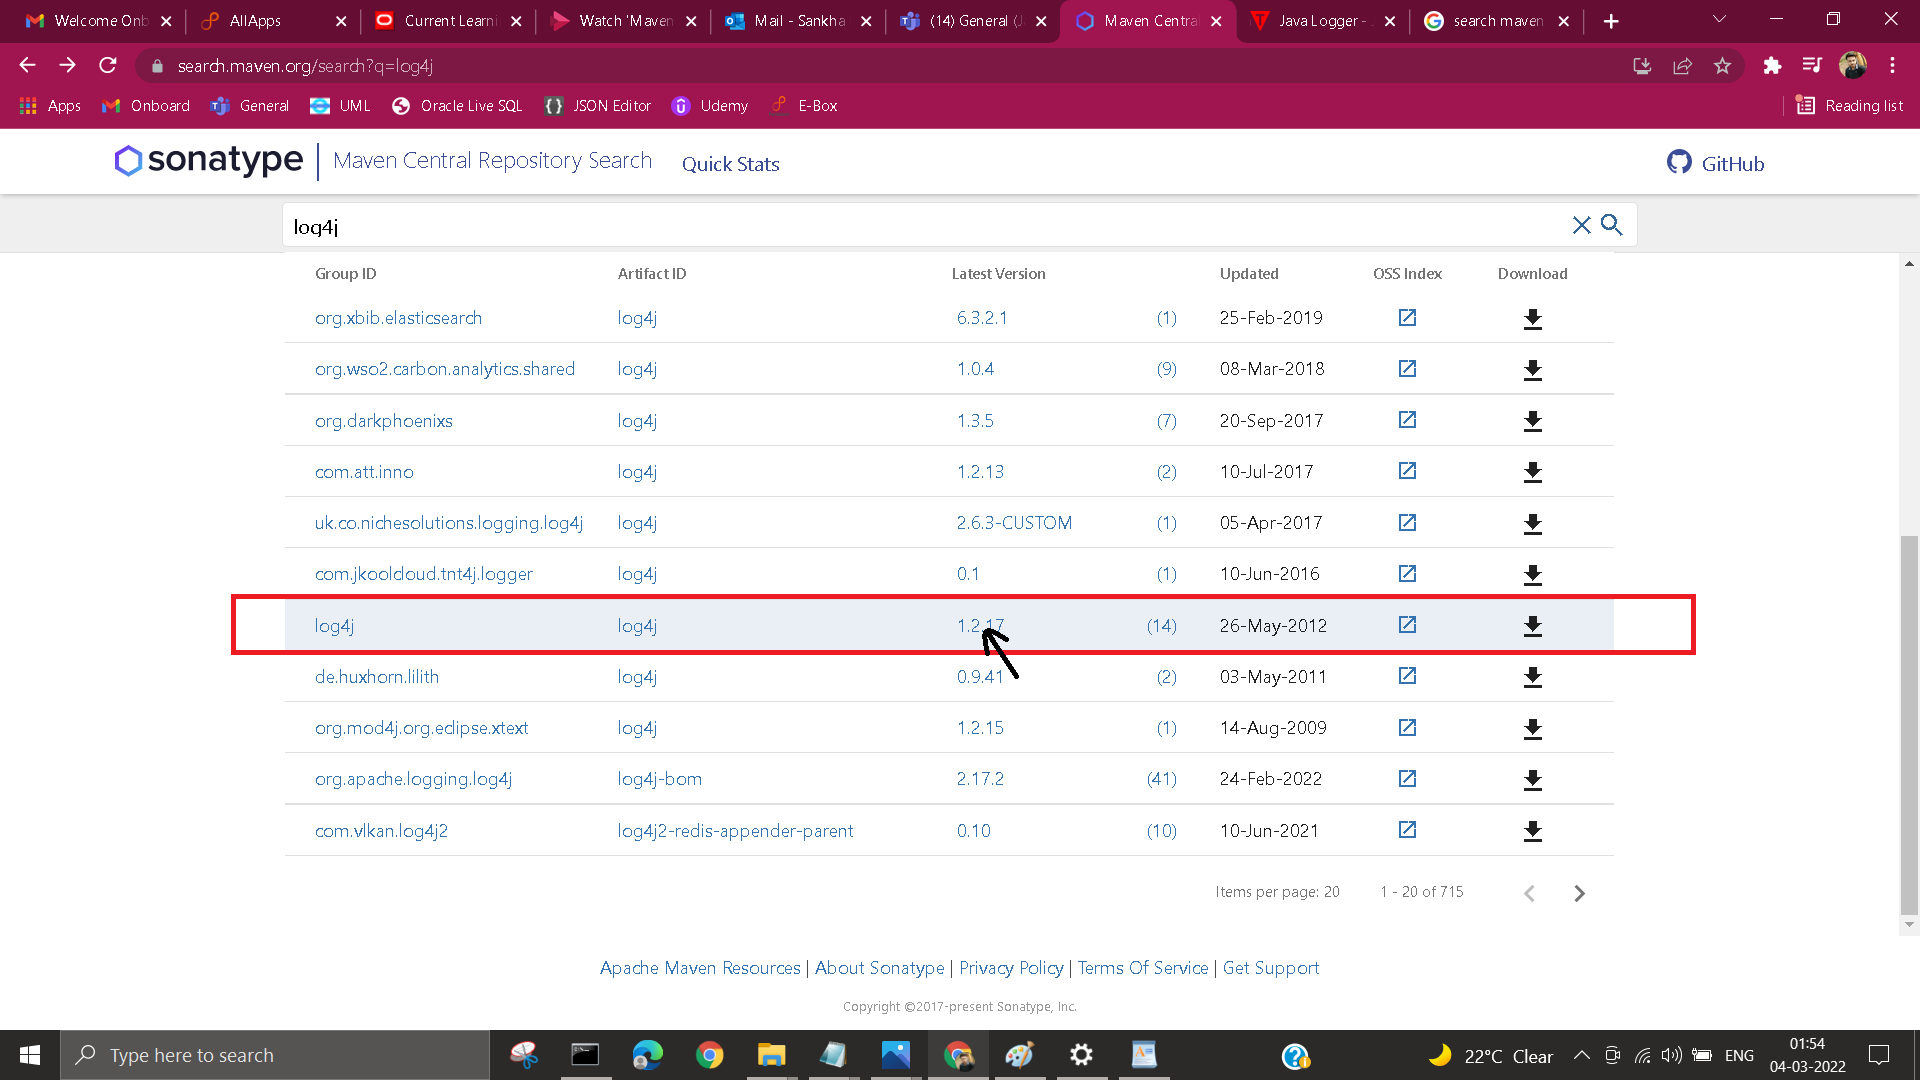 Welcome Onb
AllApps
Current Learni
Watch 'Maven
Mail - Sankha
(14) General (J
Maven Central
Java Logger -
search maven
search.maven.org/search?q=log4j
Apps
Onboard
General
UML
Oracle Live SQL
JSON Editor
Udemy
E-Box
Reading list
sonatype
Maven Central Repository Search
Quick Stats
GitHub
log4j
Group ID Artifact ID Latest Version Updated OSS Index Download
org.xbib.elasticsearch log4j 6.3.2.1 (1) 25-Feb-2019
org.wso2.carbon.analytics.shared log4j 1.0.4 (9) 08-Mar-2018
org.darkphoenixs log4j 1.3.5 (7) 20-Sep-2017
com.att.inno log4j 1.2.13 (2) 10-Jul-2017
uk.co.nichesolutions.logging.log4j log4j 2.6.3-CUSTOM (1) 05-Apr-2017
com.jkoolcloud.tnt4j.logger log4j 0.1 (1) 10-Jun-2016
log4j log4j 1.2.17 (14) 26-May-2012
de.huxhorn.lilith log4j 0.9.41 (2) 03-May-2011
org.mod4j.org.eclipse.xtext log4j 1.2.15 (1) 14-Aug-2009
org.apache.logging.log4j log4j-bom 2.17.2 (41) 24-Feb-2022
com.vlkan.log4j2 log4j2-redis-appender-parent 0.10 (10) 10-Jun-2021
Items per page: 20 1 - 20 of 715
Apache Maven Resources | About Sonatype | Privacy Policy | Terms Of Service | Get Support
Copyright ©2017-present Sonatype, Inc.
Type here to search
22°C Clear
ENG
01:54
04-03-2022